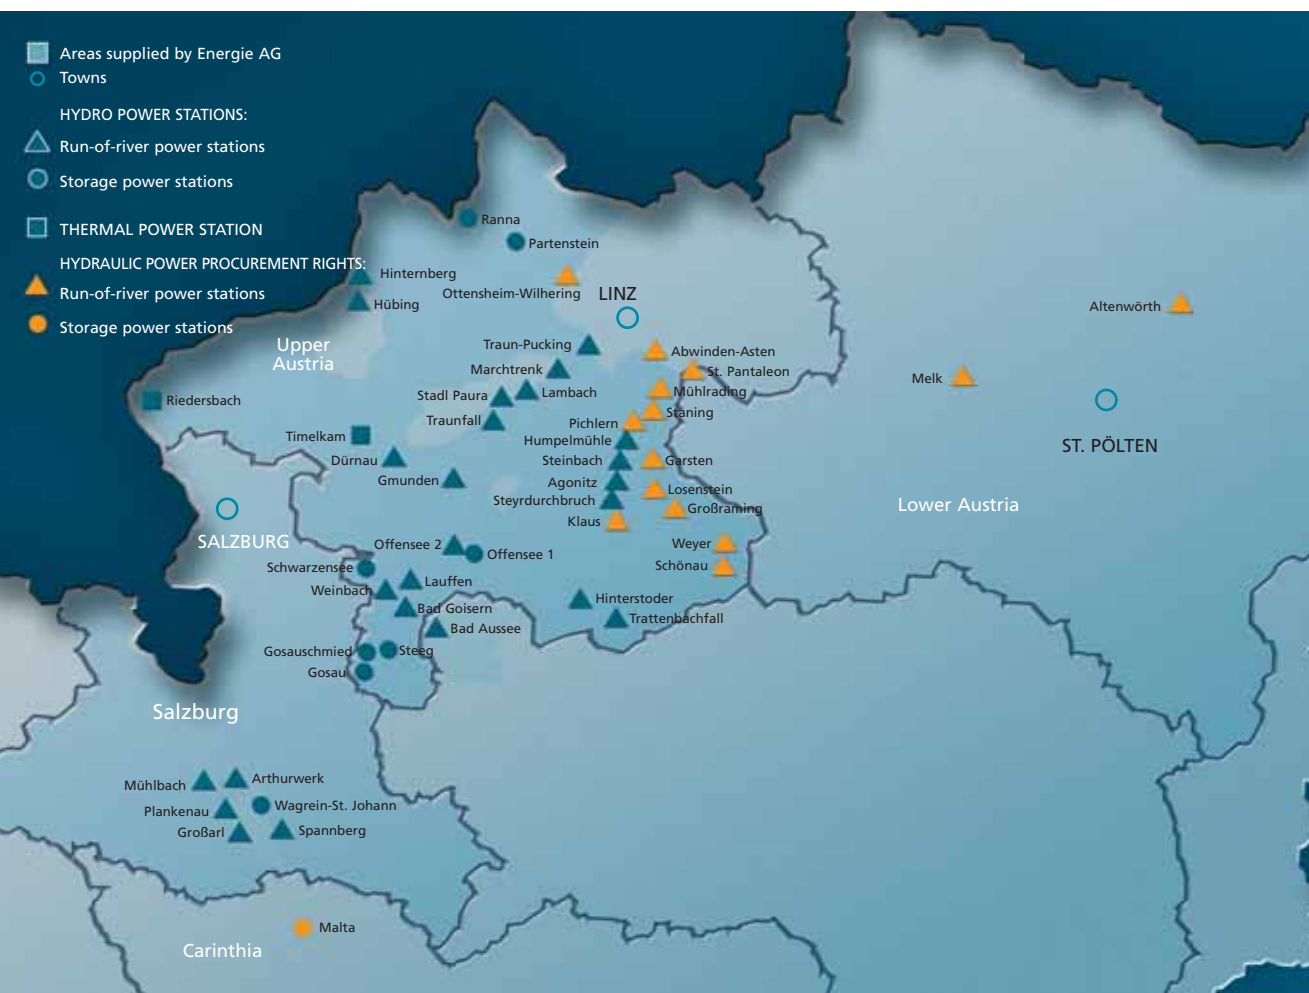 Areas supplied by Energie AG
Towns
HYDRO POWER STATIONS:
Run-of-river power stations
Storage power stations
THERMAL POWER STATION
HYDRAULIC POWER PROCUREMENT RIGHTS:
Run-of-river power stations
Storage power stations
Ranna
Partenstein
Hinternberg
Ottensheim-Wilhering
LINZ
Hübing
Altenwörth
Upper
Austria
Traun-Pucking
Abwinden-Asten
Marchtrenk
St. Pantaleon
Melk
Stadl Paura
Lambach
Mühlrading
Riedersbach
Staning
Traunfall
Pichlern
Timelkam
Humpelmühle
ST. PÖLTEN
Dürnau
Steinbach
Garsten
Gmunden
Agonitz
Losenstein
Steyrdurchbruch
Großraming
Lower Austria
Klaus
SALZBURG
Offensee 2
Offensee 1
Weyer
Schwarzensee
Schönau
Lauffen
Weinbach
Hinterstoder
Bad Goisern
Trattenbachfall
Bad Aussee
Gosauschmied
Steeg
Gosau
Salzburg
Mühlbach
Arthurwerk
Plankenau
Wagrein-St. Johann
Großarl
Spannberg
Malta
Carinthia